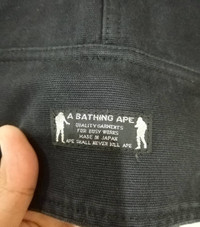 A BATHING APE
QUALITY GARMENTS
FOR BUSY WORKS
MADE IN JAPAN
APE SHALL NEVER KILL APE